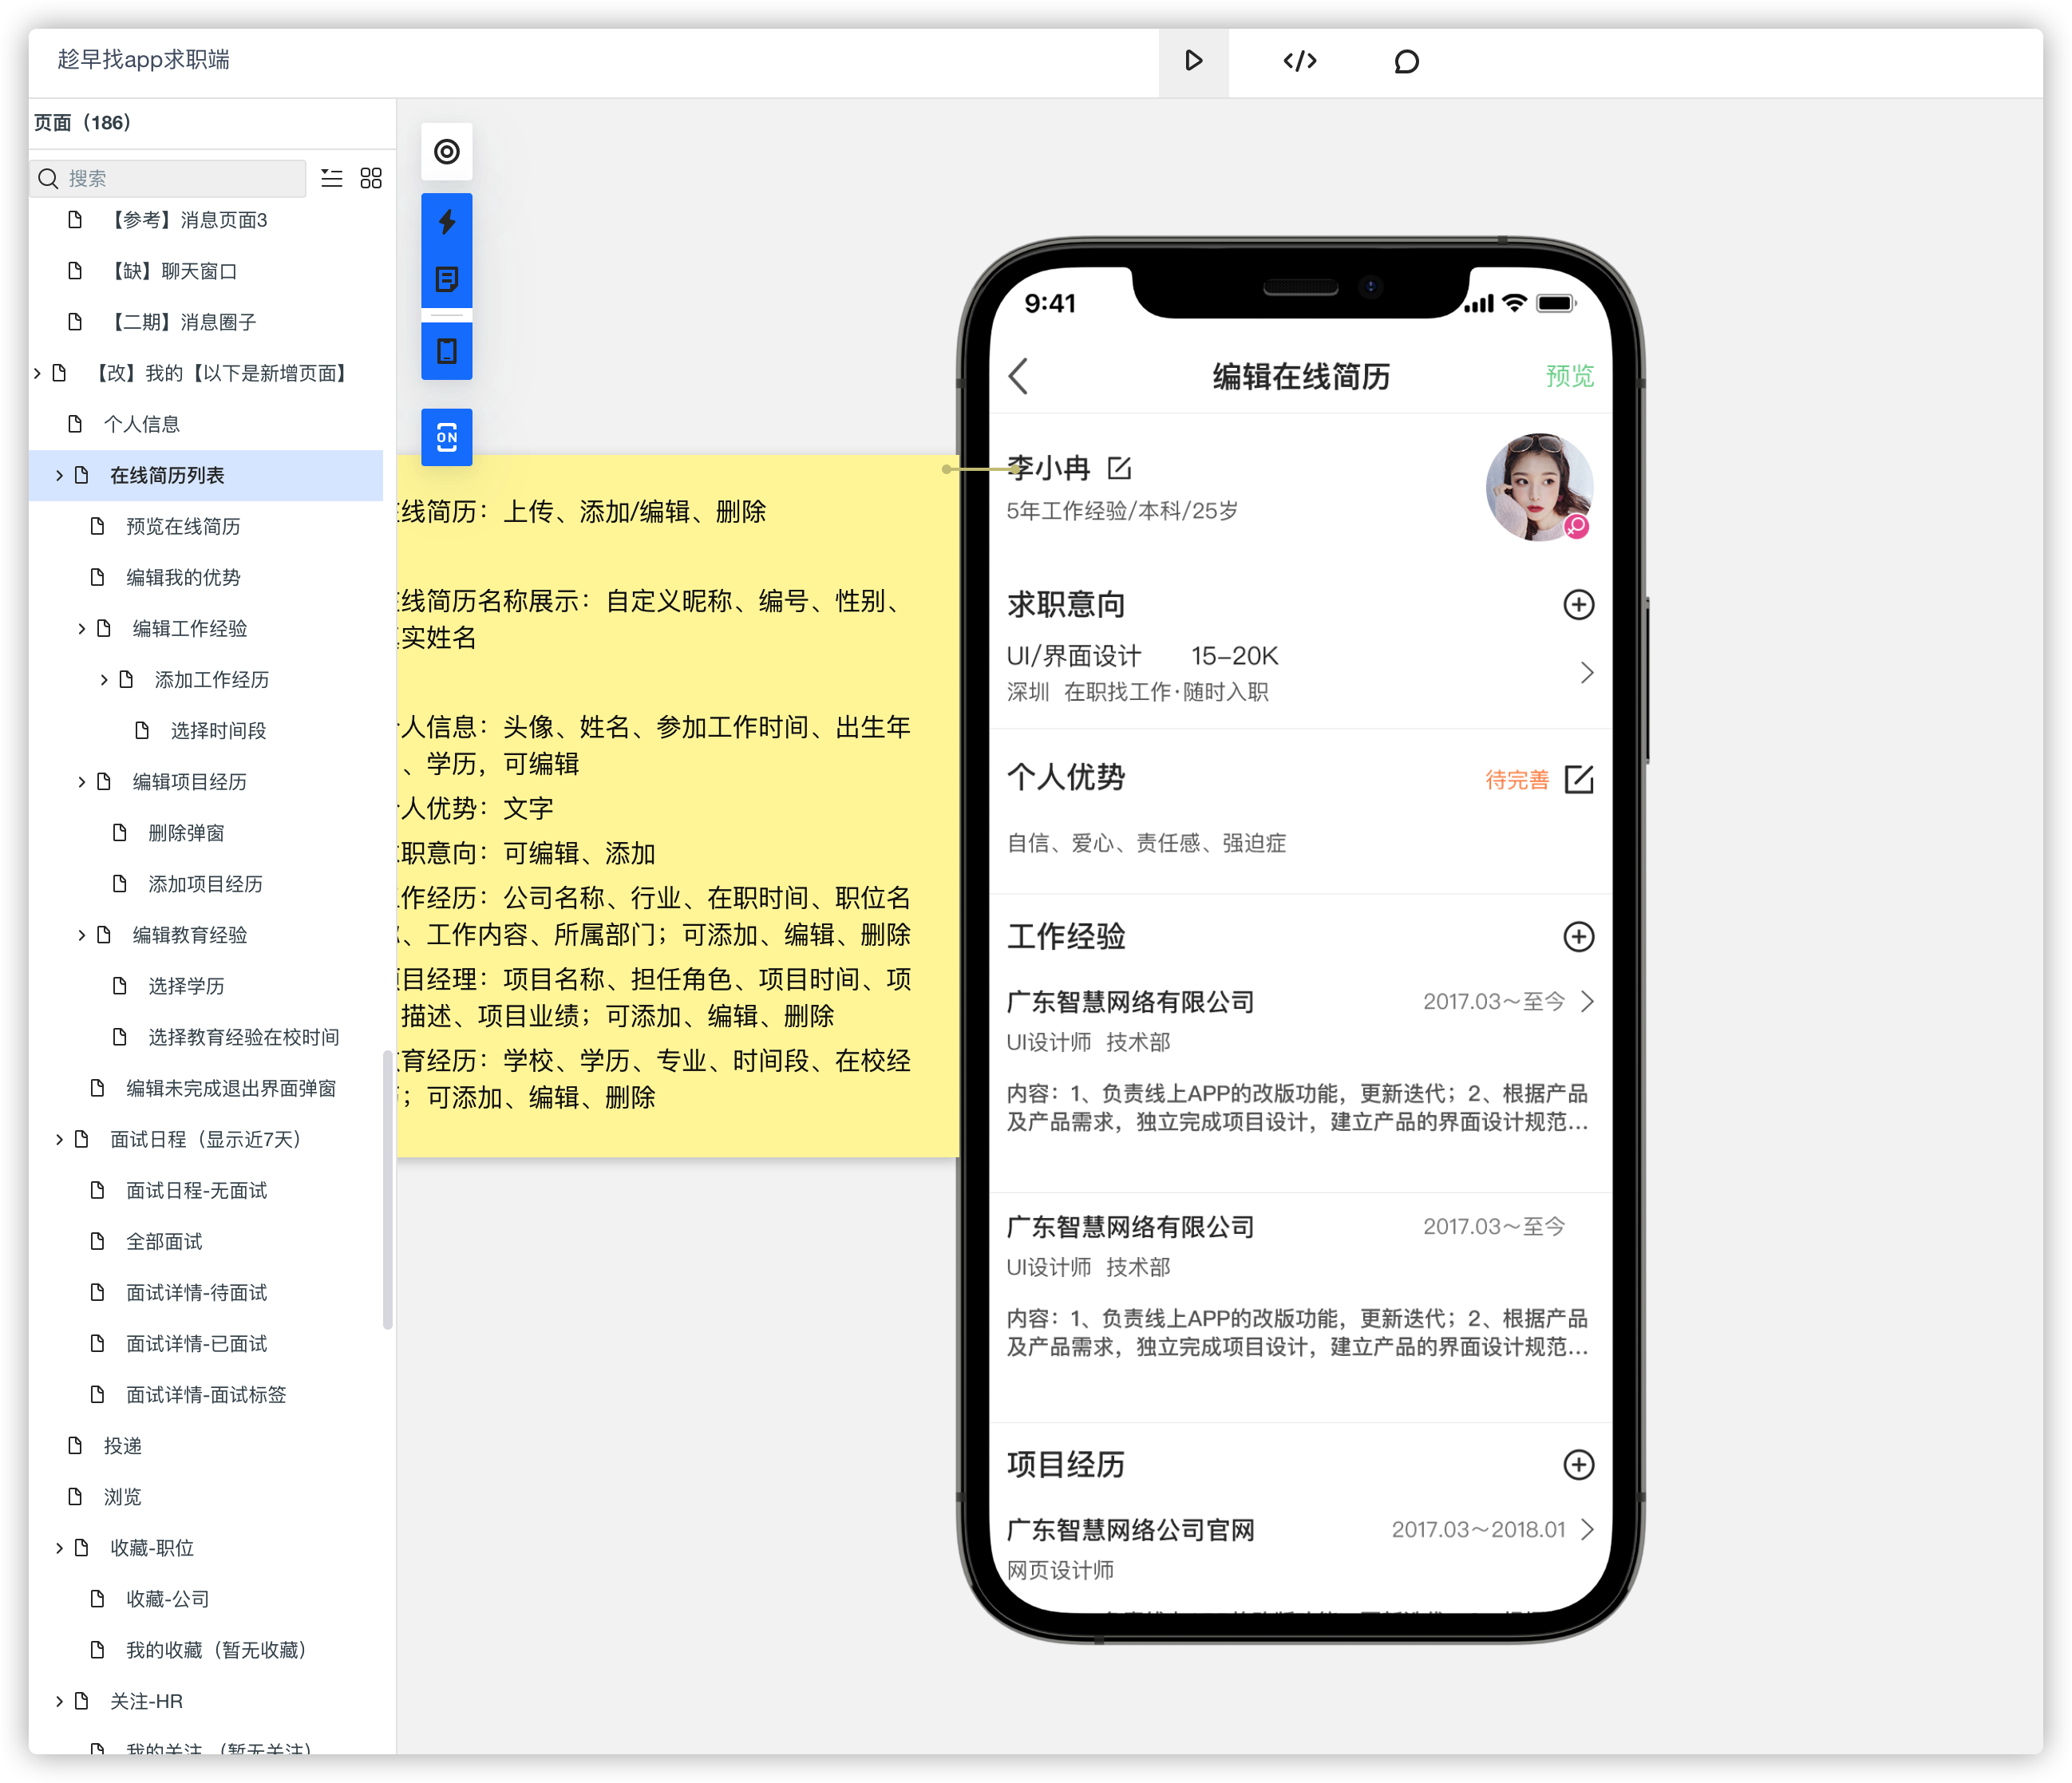 趁早找app求职端
页面（186）
搜索
【参考】消息页面3
【缺】聊天窗口
【二期】消息圈子
【改】我的【以下是新增页面】
个人信息
在线简历列表
预览在线简历
编辑我的优势
编辑工作经验
添加工作经历
选择时间段
编辑项目经历
删除弹窗
添加项目经历
编辑教育经验
选择学历
选择教育经验在校时间
编辑未完成退出界面弹窗
面试日程（显示近7天）
面试日程-无面试
全部面试
面试详情-待面试
面试详情-已面试
面试详情-面试标签
投递
浏览
收藏-职位
收藏-公司
我的收藏（暂无收藏）
关注-HR
我的关注（暂无关注）
ON
线简历：上传、添加/编辑、删除
线简历名称展示：自定义昵称、编号、性别、
实姓名
人信息：头像、姓名、参加工作时间、出生年
、学历，可编辑
人优势：文字
职意向：可编辑、添加
作经历：公司名称、行业、在职时间、职位名
、工作内容、所属部门；可添加、编辑、删除
目经理：项目名称、担任角色、项目时间、项
描述、项目业绩；可添加、编辑、删除
育经历：学校、学历、专业、时间段、在校经
；可添加、编辑、删除
9:41
编辑在线简历
预览
李小冉
5年工作经验/本科/25岁
求职意向
UI/界面设计 15-20K
深圳 在职找工作·随时入职
个人优势
待完善
自信、爱心、责任感、强迫症
工作经验
广东智慧网络有限公司 2017.03～至今
UI设计师 技术部
内容：1、负责线上APP的改版功能，更新迭代；2、根据产品
及产品需求，独立完成项目设计，建立产品的界面设计规范...
广东智慧网络有限公司 2017.03～至今
UI设计师 技术部
内容：1、负责线上APP的改版功能，更新迭代；2、根据产品
及产品需求，独立完成项目设计，建立产品的界面设计规范...
项目经历
广东智慧网络公司官网 2017.03～2018.01
网页设计师